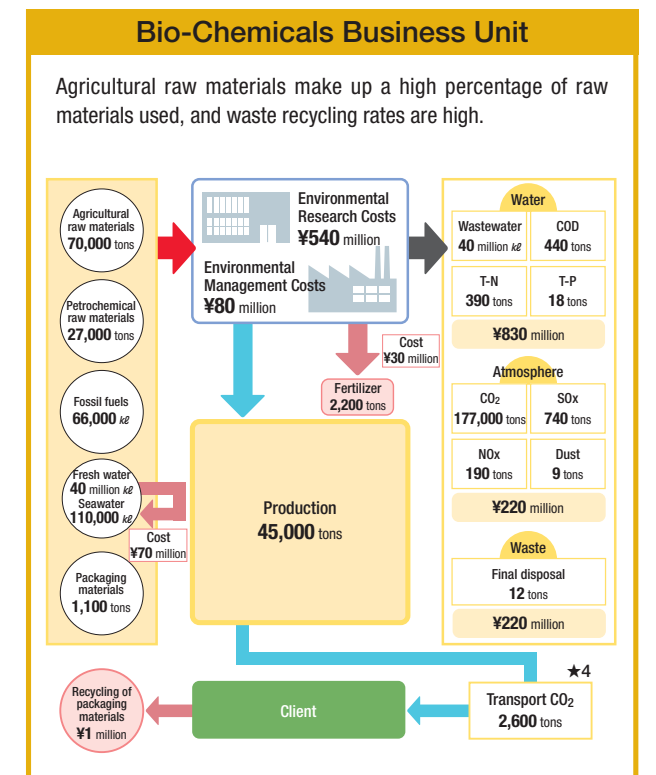 Bio-Chemicals Business Unit
Agricultural raw materials make up a high percentage of raw
materials used, and waste recycling rates are high.
Agricultural
raw materials
70,000 tons
Petrochemical
raw materials
27,000 tons
Fossil fuels
66,000 kℓ
Fresh water
40 million kℓ
Seawater
110,000 kℓ
Cost
¥70 million
Packaging
materials
1,100 tons
Environmental
Research Costs
¥540 million
Environmental
Management Costs
¥80 million
Cost
¥30 million
Fertilizer
2,200 tons
Production
45,000 tons
Water
Wastewater
40 million kℓ
COD
440 tons
T-N
390 tons
T-P
18 tons
¥830 million
Atmosphere
CO₂
177,000 tons
SOx
740 tons
NOx
190 tons
Dust
9 tons
¥220 million
Waste
Final disposal
12 tons
¥220 million
★4
Transport CO₂
2,600 tons
Client
Recycling of
packaging
materials
¥1 million